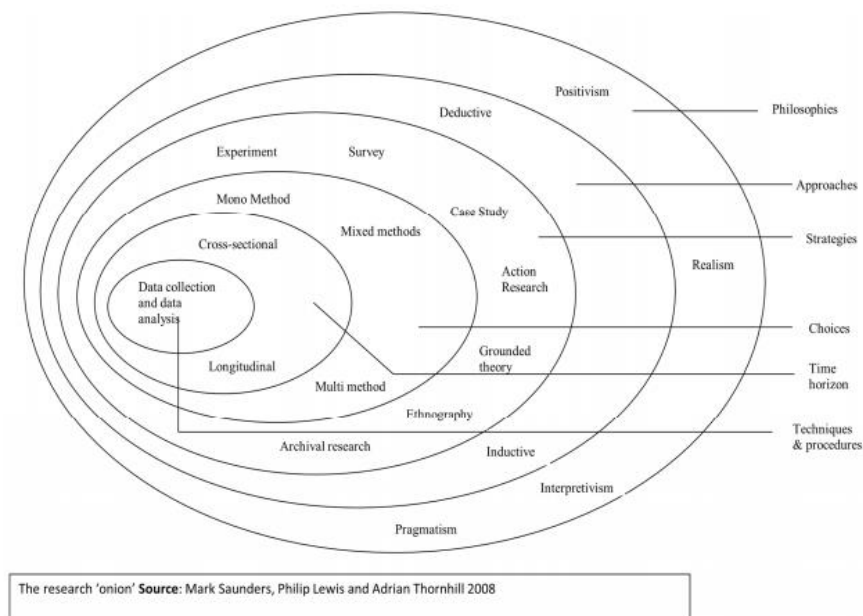 Positivism
Philosophies
Deductive
Experiment
Survey
Approaches
Mono Method
Case Study
Mixed methods
Strategies
Cross-sectional
Realism
Action
Research
Data collection
and data
analysis
Choices
Grounded
theory
Longitudinal
Time
horizon
Multi method
Ethnography
Techniques
& procedures
Archival research
Inductive
Interpretivism
Pragmatism
The research ‘onion’ Source: Mark Saunders, Philip Lewis and Adrian Thornhill 2008